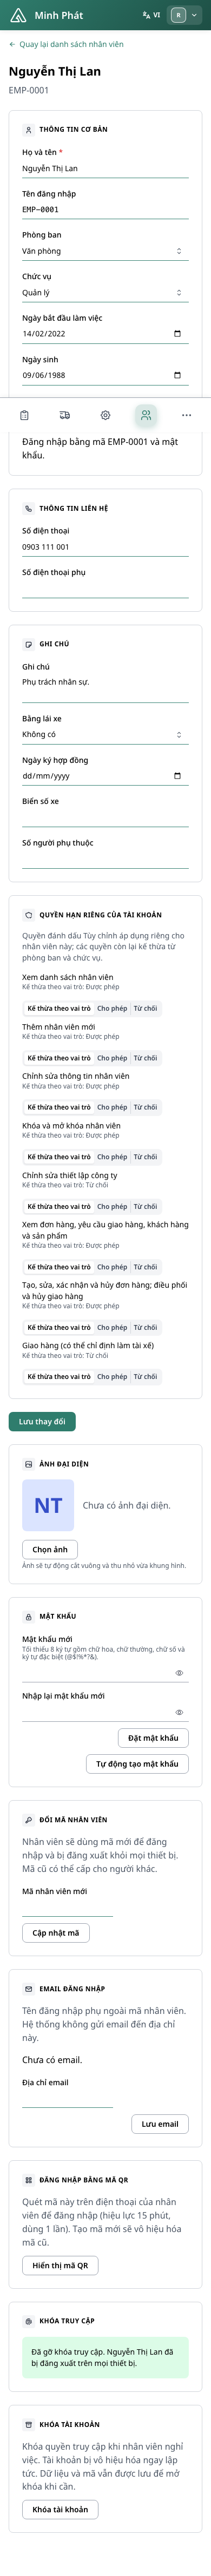 Minh Phát
VI
R
Quay lại danh sách nhân viên
Nguyễn Thị Lan
EMP-0001
THÔNG TIN CƠ BẢN
Họ và tên *
Nguyễn Thị Lan
Tên đăng nhập
EMP-0001
Phòng ban
Văn phòng
Chức vụ
Quản lý
Ngày bắt đầu làm việc
14/02/2022
Ngày sinh
09/06/1988
Đăng nhập bằng mã EMP-0001 và mật
khẩu.
THÔNG TIN LIÊN HỆ
Số điện thoại
0903 111 001
Số điện thoại phụ
GHI CHÚ
Ghi chú
Phụ trách nhân sự.
Bằng lái xe
Không có
Ngày ký hợp đồng
dd/mm/yyyy
Biển số xe
Số người phụ thuộc
QUYỀN HẠN RIÊNG CỦA TÀI KHOẢN
Quyền đánh dấu Tùy chỉnh áp dụng riêng cho
nhân viên này; các quyền còn lại kế thừa từ
phòng ban và chức vụ.
Xem danh sách nhân viên
Kế thừa theo vai trò: Được phép
Kế thừa theo vai trò Cho phép Từ chối
Thêm nhân viên mới
Kế thừa theo vai trò: Được phép
Kế thừa theo vai trò Cho phép Từ chối
Chỉnh sửa thông tin nhân viên
Kế thừa theo vai trò: Được phép
Kế thừa theo vai trò Cho phép Từ chối
Khóa và mở khóa nhân viên
Kế thừa theo vai trò: Được phép
Kế thừa theo vai trò Cho phép Từ chối
Chỉnh sửa thiết lập công ty
Kế thừa theo vai trò: Từ chối
Kế thừa theo vai trò Cho phép Từ chối
Xem đơn hàng, yêu cầu giao hàng, khách hàng
và sản phẩm
Kế thừa theo vai trò: Được phép
Kế thừa theo vai trò Cho phép Từ chối
Tạo, sửa, xác nhận và hủy đơn hàng; điều phối
và hủy giao hàng
Kế thừa theo vai trò: Được phép
Kế thừa theo vai trò Cho phép Từ chối
Giao hàng (có thể chỉ định làm tài xế)
Kế thừa theo vai trò: Từ chối
Kế thừa theo vai trò Cho phép Từ chối
Lưu thay đổi
ẢNH ĐẠI DIỆN
NT
Chưa có ảnh đại diện.
Chọn ảnh
Ảnh sẽ tự động cắt vuông và thu nhỏ vừa khung hình.
MẬT KHẨU
Mật khẩu mới
Tối thiểu 8 ký tự gồm chữ hoa, chữ thường, chữ số và
ký tự đặc biệt (@$!%*?&).
Nhập lại mật khẩu mới
Đặt mật khẩu
Tự động tạo mật khẩu
ĐỔI MÃ NHÂN VIÊN
Nhân viên sẽ dùng mã mới để đăng
nhập và bị đăng xuất khỏi mọi thiết bị.
Mã cũ có thể cấp cho người khác.
Mã nhân viên mới
Cập nhật mã
EMAIL ĐĂNG NHẬP
Tên đăng nhập phụ ngoài mã nhân viên.
Hệ thống không gửi email đến địa chỉ
này.
Chưa có email.
Địa chỉ email
Lưu email
ĐĂNG NHẬP BẰNG MÃ QR
Quét mã này trên điện thoại của nhân
viên để đăng nhập (hiệu lực 15 phút,
dùng 1 lần). Tạo mã mới sẽ vô hiệu hóa
mã cũ.
Hiển thị mã QR
KHÓA TRUY CẬP
Đã gỡ khóa truy cập. Nguyễn Thị Lan đã
bị đăng xuất trên mọi thiết bị.
KHÓA TÀI KHOẢN
Khóa quyền truy cập khi nhân viên nghỉ
việc. Tài khoản bị vô hiệu hóa ngay lập
tức. Dữ liệu và mã vẫn được lưu để mở
khóa khi cần.
Khóa tài khoản